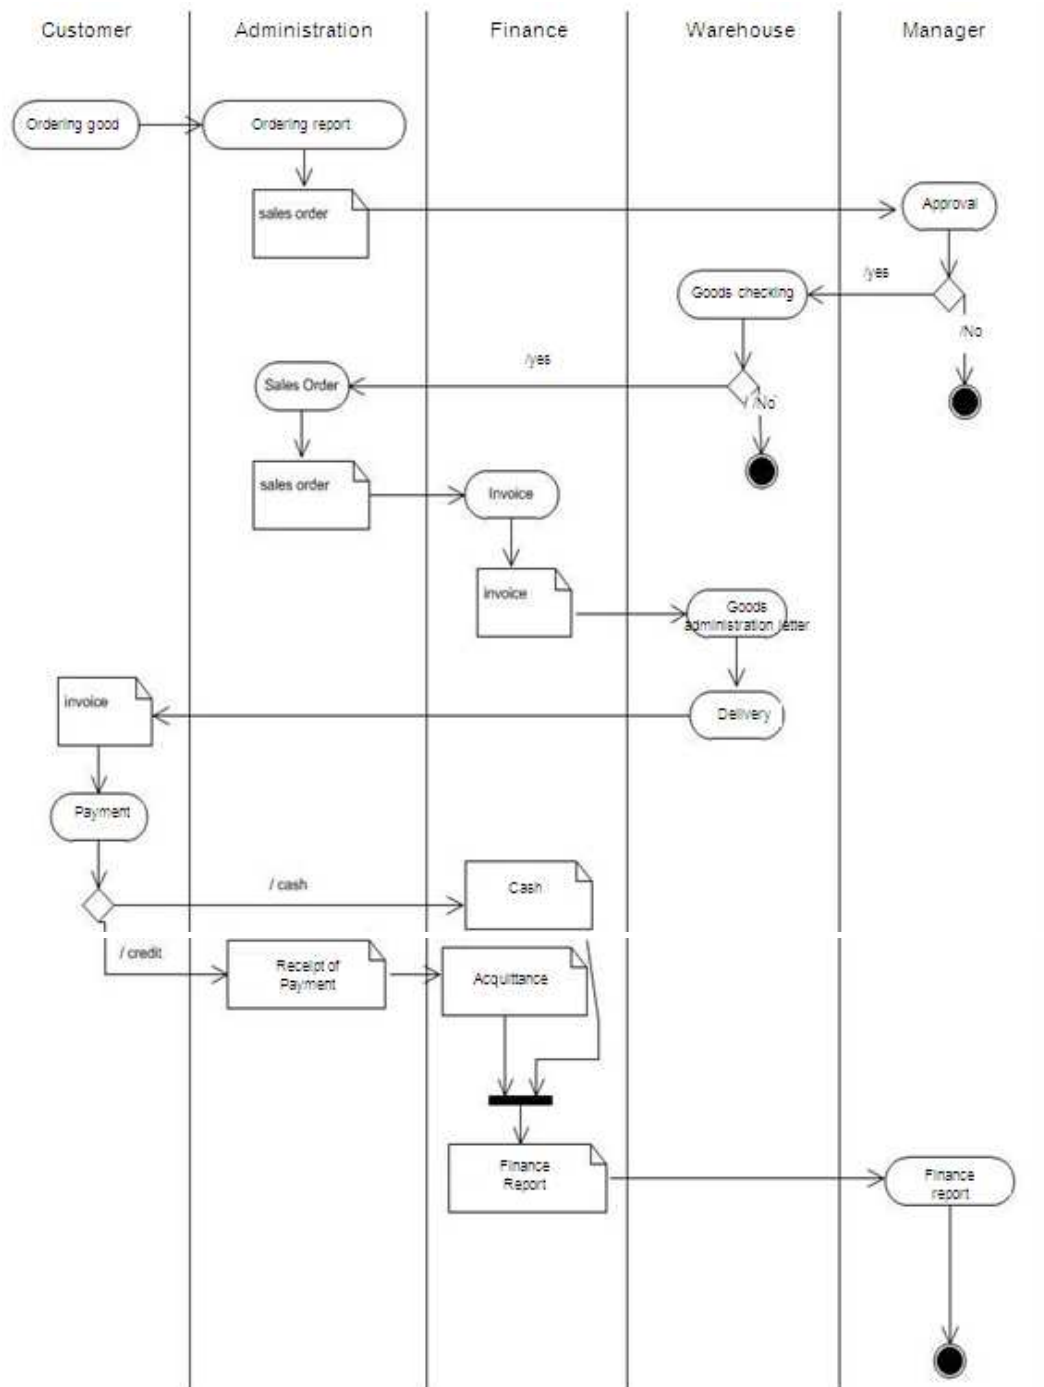 Customer
Administration
Finance
Warehouse
Manager
Ordering good
Ordering report
sales order
Approval
/yes
Goods checking
/No
/yes
Sales Order
/No
sales order
Invoice
invoice
Goods
administration letter
invoice
Delivery
Payment
/ cash
Cash
/ credit
Receipt of
Payment
Acquittance
Finance
Report
Finance
report